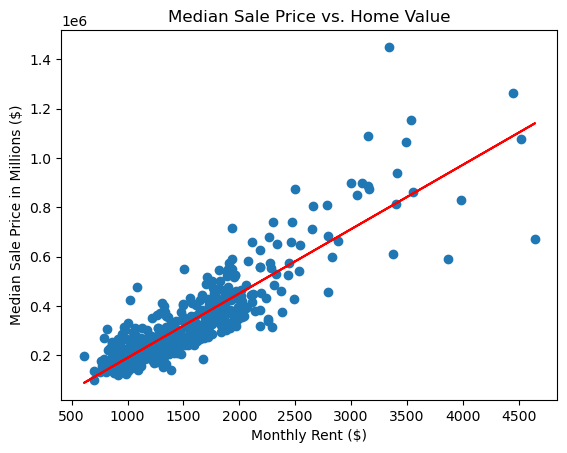 Median Sale Price vs. Home Value
1e6
Median Sale Price in Millions ($)
1.4
1.2
1.0
0.8
0.6
0.4
0.2
500 1000 1500 2000 2500 3000 3500 4000 4500
Monthly Rent ($)